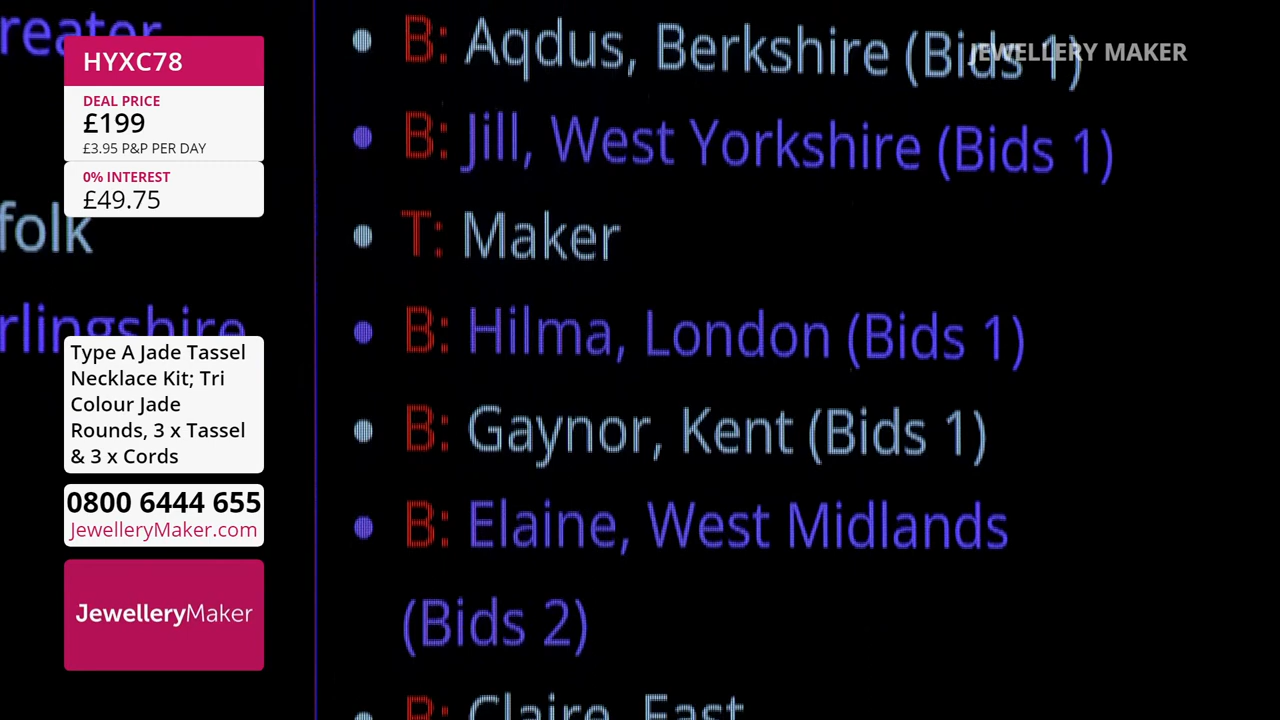 reater
folk
rlingshire
HYXC78
DEAL PRICE
£199
£3.95 P&P PER DAY
0% INTEREST
£49.75
Type A Jade Tassel
Necklace Kit; Tri
Colour Jade
Rounds, 3 x Tassel
& 3 x Cords
0800 6444 655
JewelleryMaker.com
JewelleryMaker
B: Aqdus, Berkshire (Bids 1)
JEWELLERY MAKER
B: Jill, West Yorkshire (Bids 1)
T: Maker
B: Hilma, London (Bids 1)
B: Gaynor, Kent (Bids 1)
B: Elaine, West Midlands
(Bids 2)
B: Claire, East